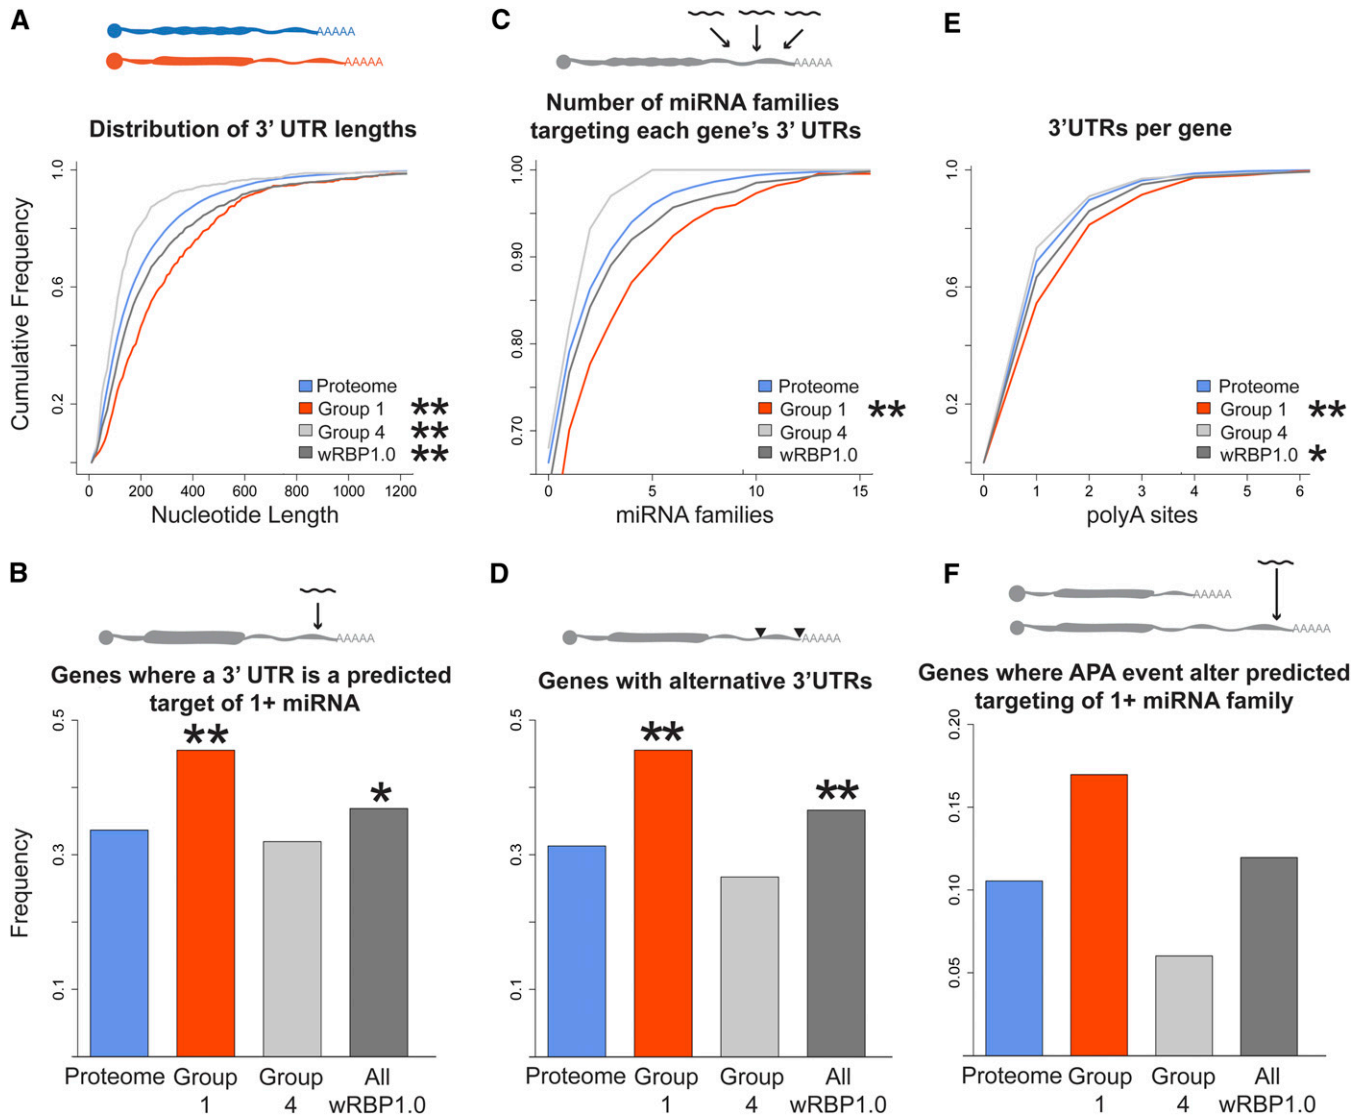 A
AAAAA
AAAAA
Distribution of 3' UTR lengths
1.0
0.6
0.2
Cumulative Frequency
Proteome
Group 1 **
Group 4 **
wRBP1.0 **
0 200 400 600 800 1000 1200
Nucleotide Length
C
AAAAA
Number of miRNA families
targeting each gene's 3' UTRs
1.00
0.90
0.80
0.70
Proteome
Group 1 **
Group 4
wRBP1.0
0 5 10 15
miRNA families
E
3'UTRs per gene
1.0
0.6
0.2
Proteome
Group 1 **
Group 4
wRBP1.0 *
0 1 2 3 4 5 6
polyA sites
B
AAAAA
Genes where a 3' UTR is a predicted
target of 1+ miRNA
0.5
0.3
0.1
Frequency
**
*
Proteome Group Group All
1 4 wRBP1.0
D
AAAAA
Genes with alternative 3'UTRs
0.5
0.3
0.1
**
**
Proteome Group Group All
1 4 wRBP1.0
F
AAAAA
AAAAA
Genes where APA event alter predicted
targeting of 1+ miRNA family
0.20
0.15
0.10
0.05
Proteome Group Group All
1 4 wRBP1.0